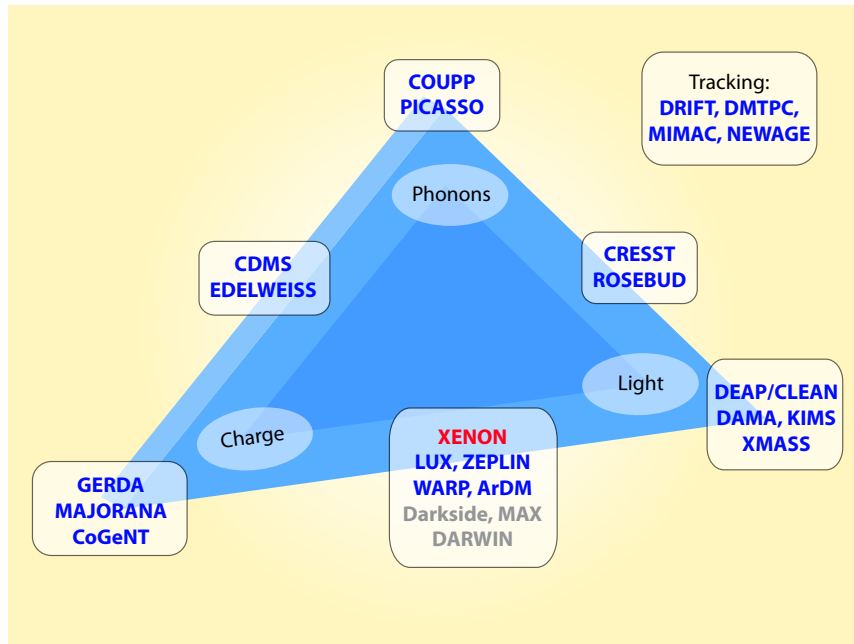 COUPP
PICASSO
Tracking:
DRIFT, DMTPC,
MIMAC, NEWAGE
Phonons
CDMS
EDELWEISS
CRESST
ROSEBUD
Light
DEAP/CLEAN
DAMA, KIMS
XMASS
Charge
XENON
LUX, ZEPLIN
WARP, ArDM
Darkside, MAX
DARWIN
GERDA
MAJORANA
CoGeNT